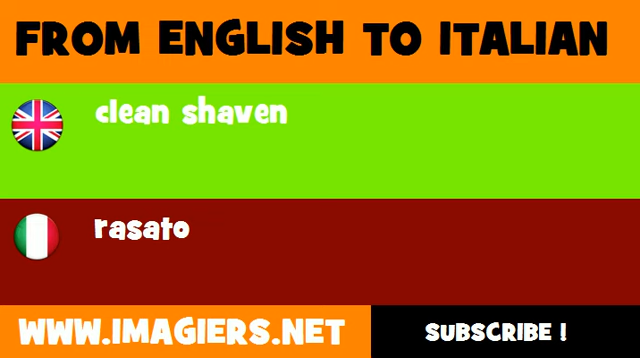 FROM ENGLISH TO ITALIAN
clean shaven
rasato
WWW.IMAGIERS.NET
SUBSCRIBE !